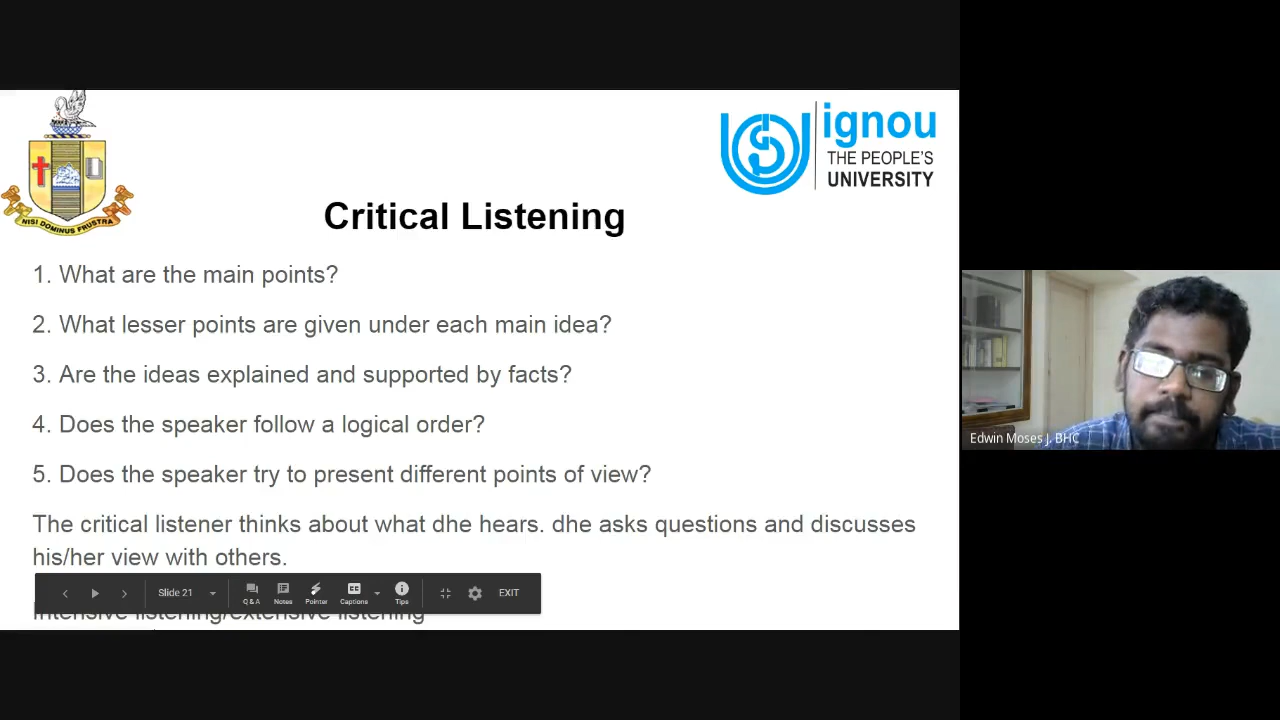 NISI DOMINUS FRUSTRA
ignou
THE PEOPLE'S
UNIVERSITY
Critical Listening
1. What are the main points?
2. What lesser points are given under each main idea?
3. Are the ideas explained and supported by facts?
4. Does the speaker follow a logical order?
5. Does the speaker try to present different points of view?
The critical listener thinks about what dhe hears. dhe asks questions and discusses
his/her view with others.
Slide 21
Q & A
Notes
Pointer
Captions
Tips
EXIT
Intensive listening/extensive listening
Edwin Moses J, BHC